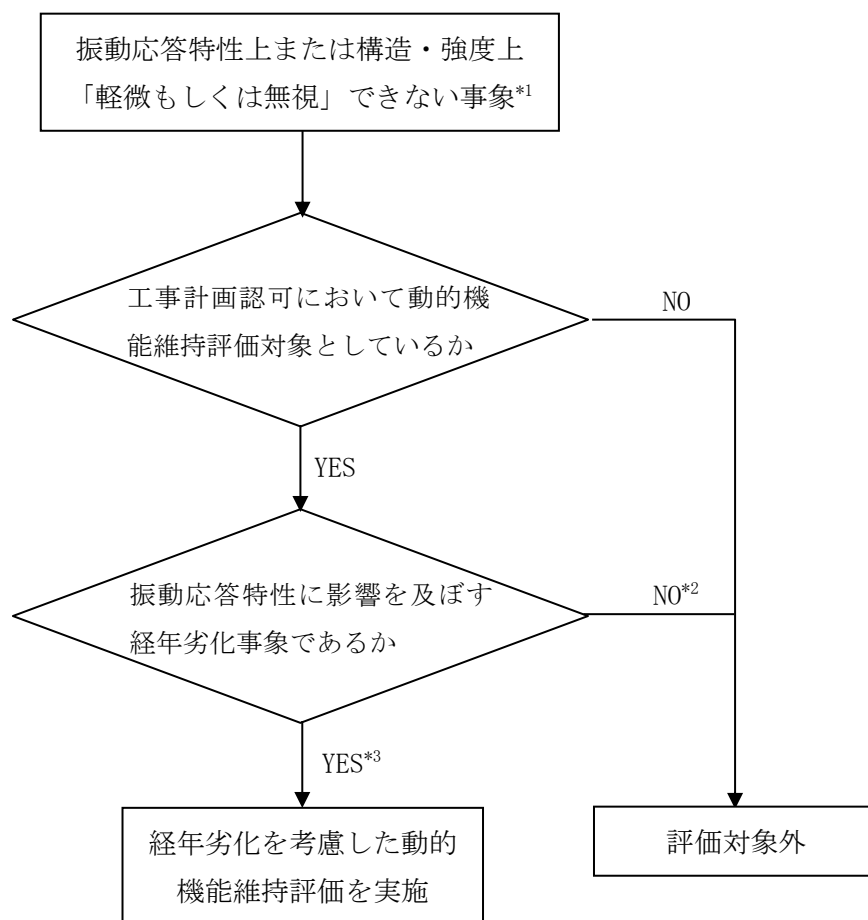 振動応答特性上または構造・強度上
「軽微もしくは無視」できない事象*1
工事計画認可において動的機
能維持評価対象としているか
NO
YES
振動応答特性に影響を及ぼす
経年劣化事象であるか
NO*2
YES*3
経年劣化を考慮した動的
機能維持評価を実施
評価対象外